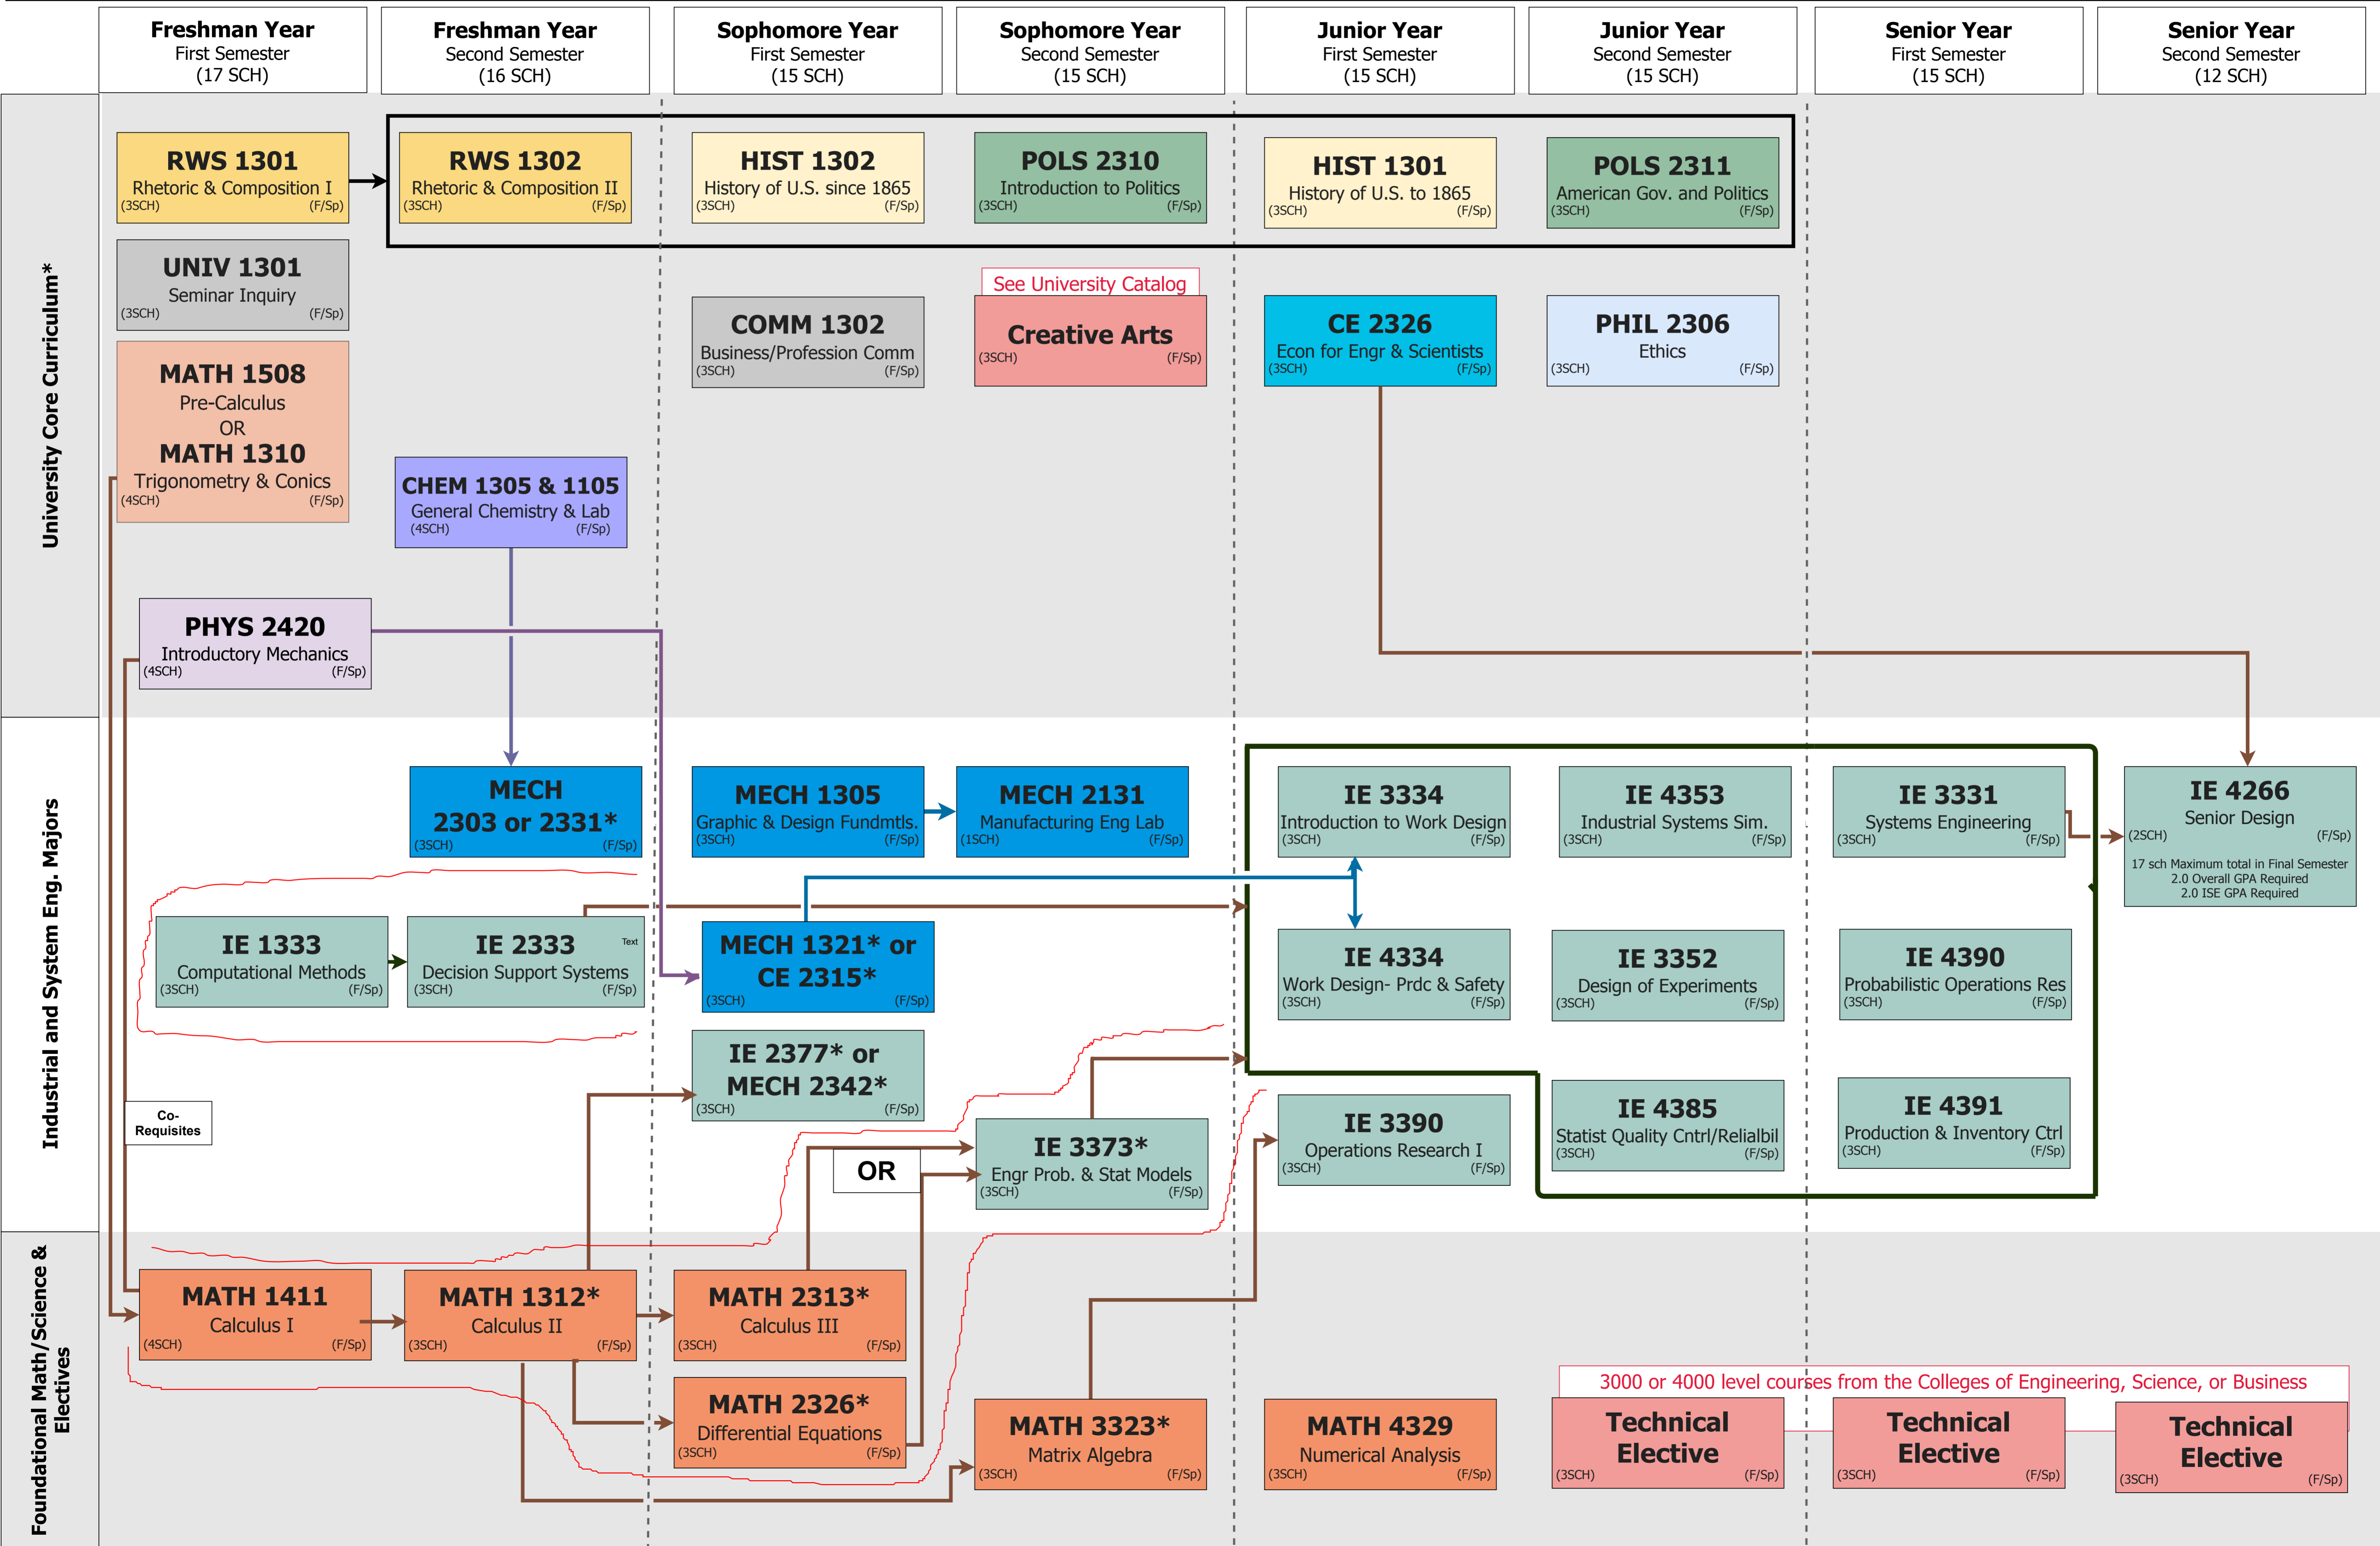 Freshman Year
First Semester
(17 SCH)
Freshman Year
Second Semester
(16 SCH)
Sophomore Year
First Semester
(15 SCH)
Sophomore Year
Second Semester
(15 SCH)
Junior Year
First Semester
(15 SCH)
Junior Year
Second Semester
(15 SCH)
Senior Year
First Semester
(15 SCH)
Senior Year
Second Semester
(12 SCH)
University Core Curriculum*
RWS 1301
Rhetoric & Composition I
(3SCH) (F/Sp)
RWS 1302
Rhetoric & Composition II
(3SCH) (F/Sp)
HIST 1302
History of U.S. since 1865
(3SCH) (F/Sp)
POLS 2310
Introduction to Politics
(3SCH) (F/Sp)
HIST 1301
History of U.S. to 1865
(3SCH) (F/Sp)
POLS 2311
American Gov. and Politics
(3SCH) (F/Sp)
UNIV 1301
Seminar Inquiry
(3SCH) (F/Sp)
COMM 1302
Business/Profession Comm
(3SCH) (F/Sp)
See University Catalog
Creative Arts
(3SCH) (F/Sp)
CE 2326
Econ for Engr & Scientists
(3SCH) (F/Sp)
PHIL 2306
Ethics
(3SCH) (F/Sp)
MATH 1508
Pre-Calculus
OR
MATH 1310
Trigonometry & Conics
(4SCH) (F/Sp)
CHEM 1305 & 1105
General Chemistry & Lab
(4SCH) (F/Sp)
PHYS 2420
Introductory Mechanics
(4SCH) (F/Sp)
Industrial and System Eng. Majors
MECH
2303 or 2331*
(3SCH) (F/Sp)
MECH 1305
Graphic & Design Fundmtls.
(3SCH) (F/Sp)
MECH 2131
Manufacturing Eng Lab
(1SCH) (F/Sp)
IE 3334
Introduction to Work Design
(3SCH) (F/Sp)
IE 4353
Industrial Systems Sim.
(3SCH) (F/Sp)
IE 3331
Systems Engineering
(3SCH) (F/Sp)
IE 4266
Senior Design
(2SCH) (F/Sp)
17 sch Maximum total in Final Semester
2.0 Overall GPA Required
2.0 ISE GPA Required
IE 1333
Computational Methods
(3SCH) (F/Sp)
IE 2333
Text
Decision Support Systems
(3SCH) (F/Sp)
MECH 1321* or
CE 2315*
(3SCH) (F/Sp)
IE 4334
Work Design- Prdc & Safety
(3SCH) (F/Sp)
IE 3352
Design of Experiments
(3SCH) (F/Sp)
IE 4390
Probabilistic Operations Res
(3SCH) (F/Sp)
IE 2377* or
MECH 2342*
(3SCH) (F/Sp)
Co-
Requisites
OR
IE 3373*
Engr Prob. & Stat Models
(3SCH) (F/Sp)
IE 3390
Operations Research I
(3SCH) (F/Sp)
IE 4385
Statist Quality Cntrl/Relialbil
(3SCH) (F/Sp)
IE 4391
Production & Inventory Ctrl
(3SCH) (F/Sp)
Foundational Math/Science &
Electives
MATH 1411
Calculus I
(4SCH) (F/Sp)
MATH 1312*
Calculus II
(3SCH) (F/Sp)
MATH 2313*
Calculus III
(3SCH) (F/Sp)
MATH 2326*
Differential Equations
(3SCH) (F/Sp)
MATH 3323*
Matrix Algebra
(3SCH) (F/Sp)
MATH 4329
Numerical Analysis
(3SCH) (F/Sp)
3000 or 4000 level courses from the Colleges of Engineering, Science, or Business
Technical
Elective
(3SCH) (F/Sp)
Technical
Elective
(3SCH) (F/Sp)
Technical
Elective
(3SCH) (F/Sp)